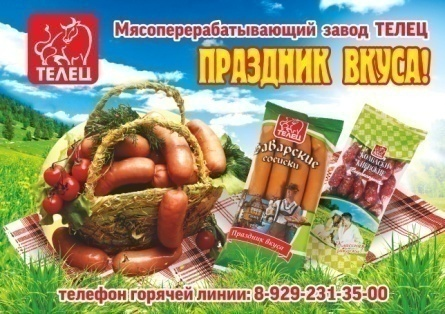 Мясоперерабатывающий завод ТЕЛЕЦ
ТЕЛЕЦ
ПРАЗДНИК ВКУСА!
ТЕЛЕЦ
Баварские
сосиски
Праздник вкуса
ТЕЛЕЦ
телефон горячей линии: 8-929-231-35-00